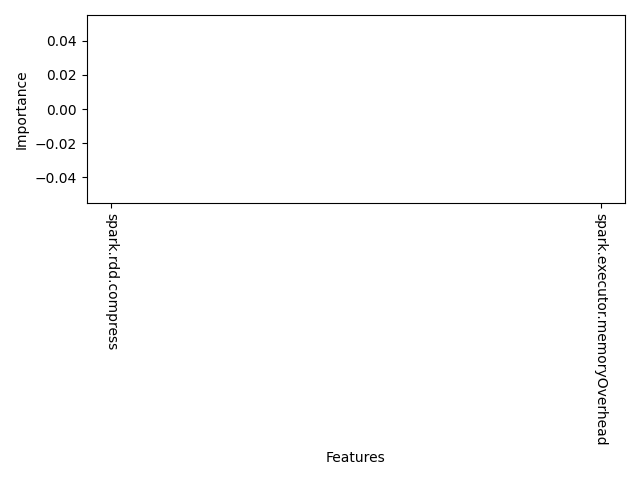 0.04
0.02
0.00
−0.02
−0.04
Importance
spark.rdd.compress
spark.executor.memoryOverhead
Features